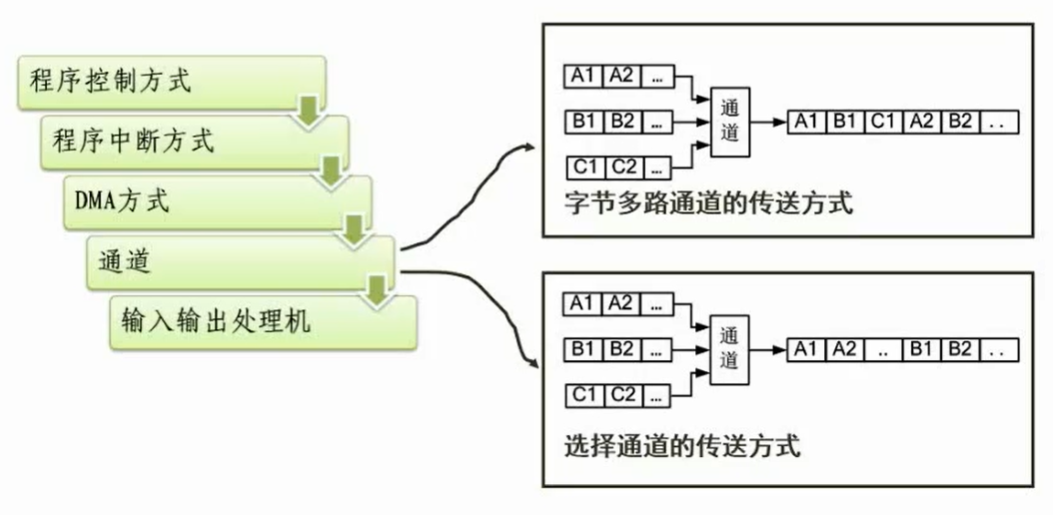 程序控制方式
程序中断方式
DMA方式
通道
输入输出处理机
A1 A2 ...
B1 B2 ...
C1 C2 ...
通道
A1 B1 C1 A2 B2 ..
字节多路通道的传送方式
A1 A2 ...
B1 B2 ...
C1 C2 ...
通道
A1 A2 .. B1 B2 ..
选择通道的传送方式